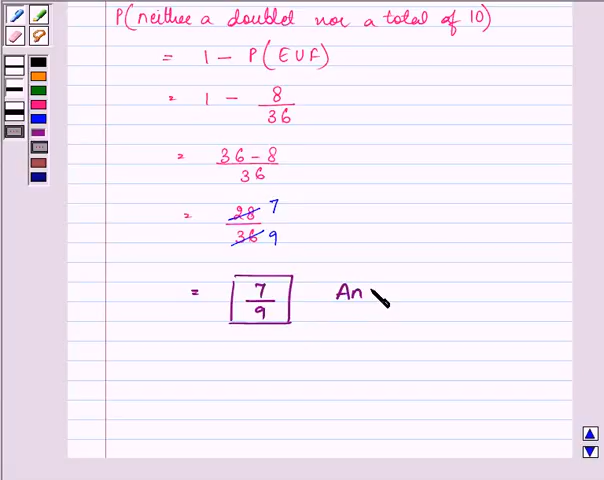 P(neither a doublet nor a total of 10)
= 1 - P(EUF)
= 1 - 8/36
= 36-8/36
= 28/36 7/9
= 7/9 An